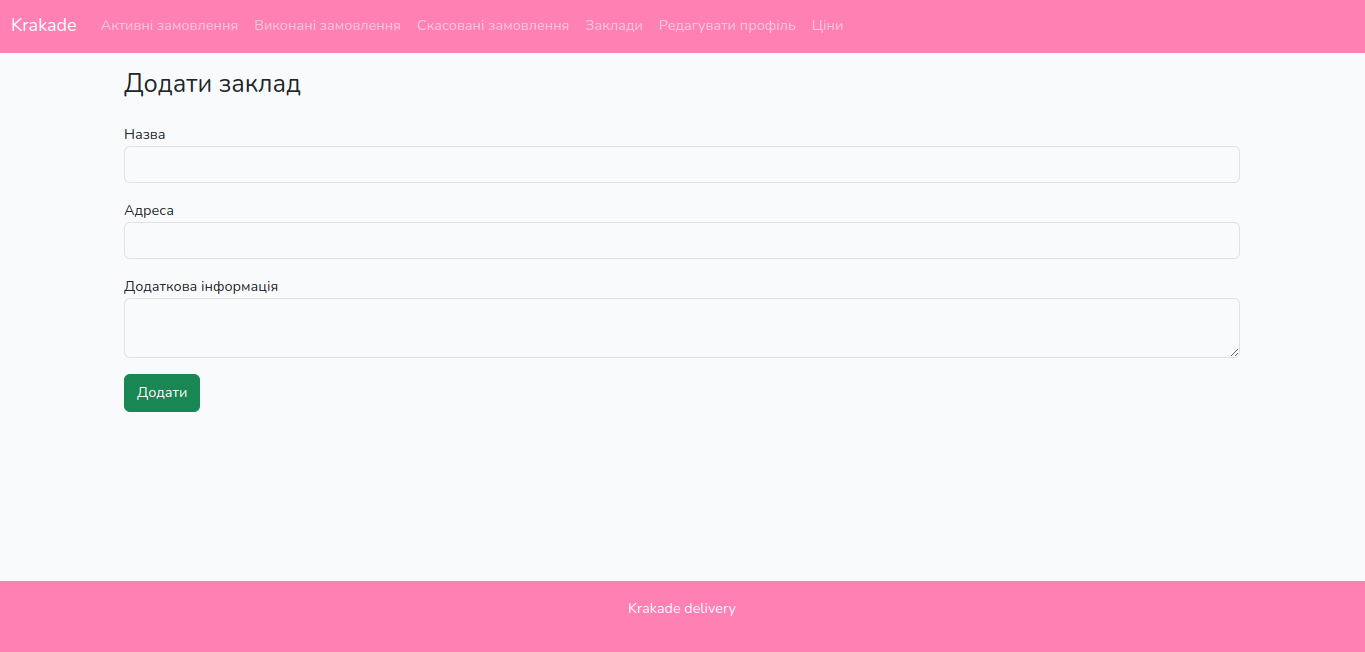 Krakade Активні замовлення Виконані замовлення Скасовані замовлення Заклади Редагувати профіль Ціни
Додати заклад
Назва
Адреса
Додаткова інформація
Додати
Krakade delivery